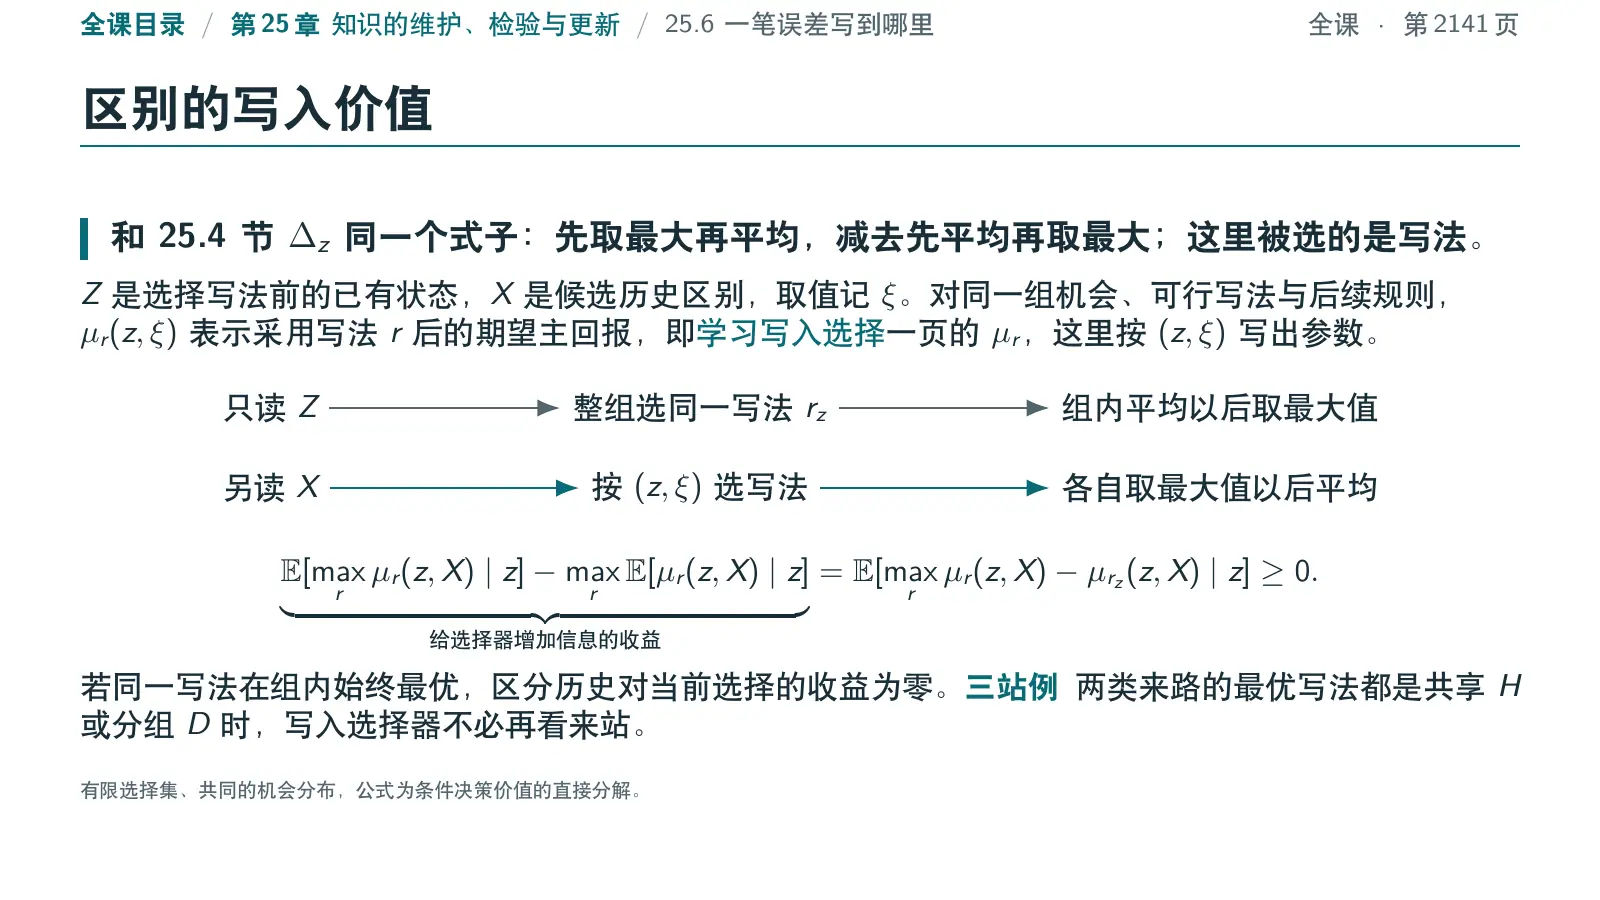 全课目录 / 第 25 章 知识的维护、检验与更新 / 25.6 一笔误差写到哪里
全课 · 第 2141 页
区别的写入价值
和 25.4 节 Δ_z 同一个式子：先取最大再平均，减去先平均再取最大；这里被选的是写法。
Z 是选择写法前的已有状态，X 是候选历史区别，取值记 ξ。对同一组机会、可行写法与后续规则，
μ_r(z, ξ) 表示采用写法 r 后的期望主回报，即学习写入选择一页的 μ_r，这里按 (z, ξ) 写出参数。
只读 Z → 整组选同一写法 r_z → 组内平均以后取最大值
另读 X → 按 (z, ξ) 选写法 → 各自取最大值以后平均
𝔼[max_r μ_r(z, X) | z] − max_r 𝔼[μ_r(z, X) | z] = 𝔼[max_r μ_r(z, X) − μ_{r_z}(z, X) | z] ≥ 0.
给选择器增加信息的收益
若同一写法在组内始终最优，区分历史对当前选择的收益为零。三站例 两类来路的最优写法都是共享 H
或分组 D 时，写入选择器不必再看来站。
有限选择集、共同的机会分布，公式为条件决策价值的直接分解。